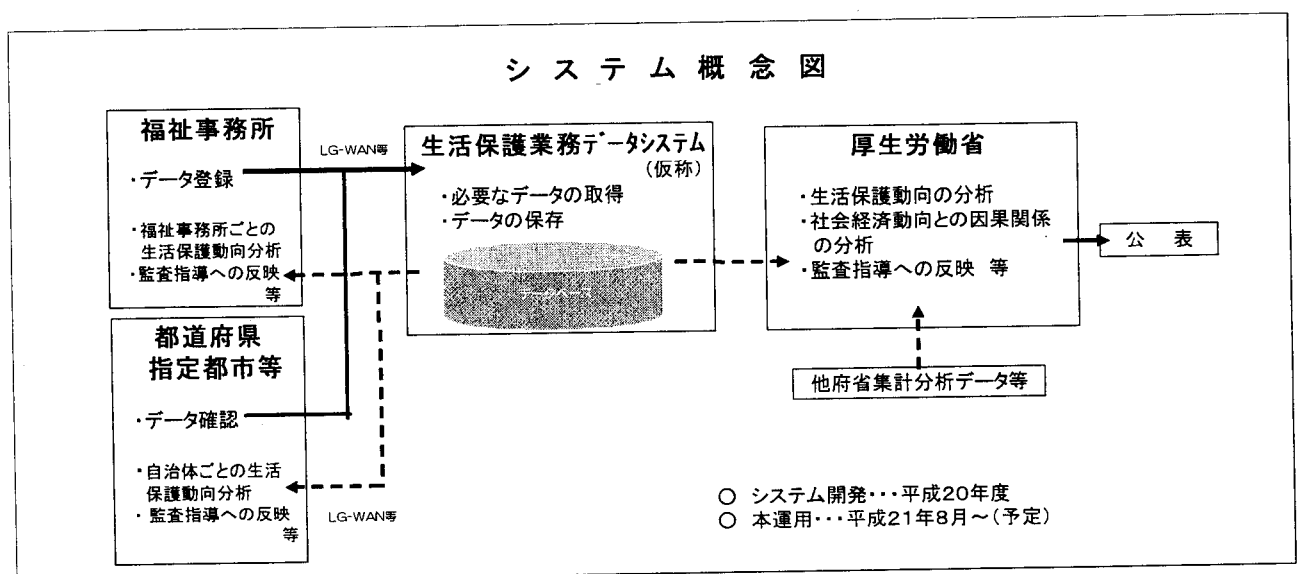 システム概念図
福祉事務所
・データ登録
・福祉事務所ごとの
生活保護動向分析
・監査指導への反映
等
LG-WAN等
都道府県
指定都市等
・データ確認
・自治体ごとの生活
保護動向分析
・監査指導への反映
等
LG-WAN等
生活保護業務データシステム
（仮称）
・必要なデータの取得
・データの保存
データベース
厚生労働省
・生活保護動向の分析
・社会経済動向との因果関係
の分析
・監査指導への反映 等
公 表
他府省集計分析データ等
○ システム開発・・・平成20年度
○ 本運用・・・平成21年8月～（予定）